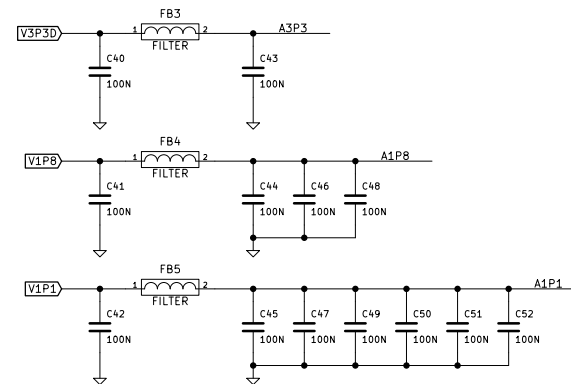 FB3
V3P3D 1 2 A3P3
FILTER
C40 C43
100N 100N
FB4
V1P8 1 2 A1P8
FILTER
C41 C44 C46 C48
100N 100N 100N 100N
FB5
V1P1 1 2 A1P1
FILTER
C42 C45 C47 C49 C50 C51 C52
100N 100N 100N 100N 100N 100N 100N